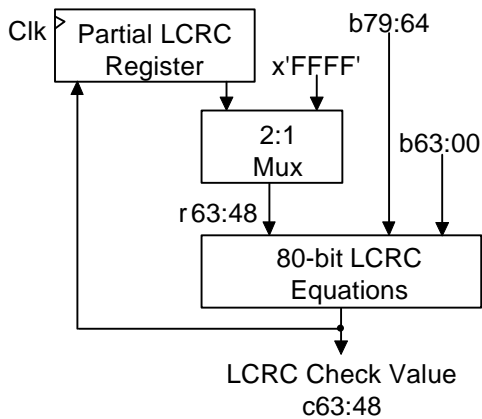 Clk
Partial LCRC
Register
x'FFFF'
b79:64
2:1
Mux
b63:00
r63:48
80-bit LCRC
Equations
LCRC Check Value
c63:48